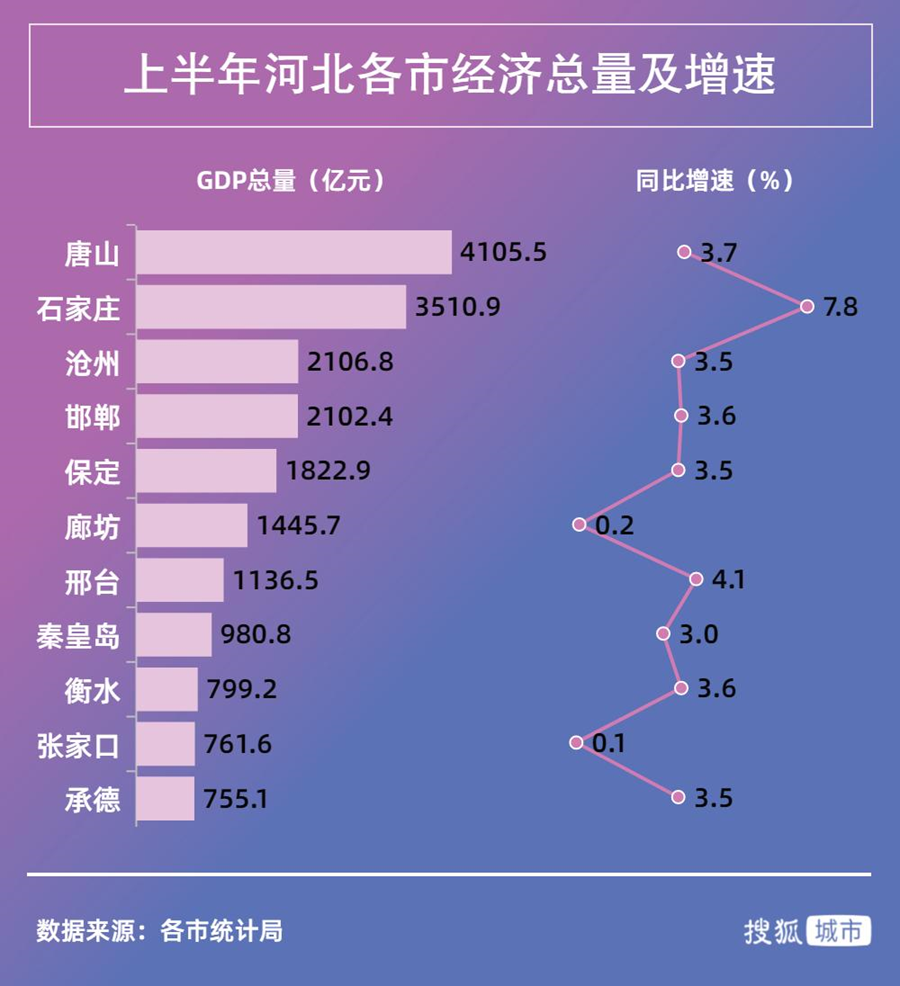 上半年河北各市经济总量及增速
GDP总量（亿元） 同比增速（%）
唐山 4105.5 3.7
石家庄 3510.9 7.8
沧州 2106.8 3.5
邯郸 2102.4 3.6
保定 1822.9 3.5
廊坊 1445.7 0.2
邢台 1136.5 4.1
秦皇岛 980.8 3.0
衡水 799.2 3.6
张家口 761.6 0.1
承德 755.1 3.5
数据来源：各市统计局 搜狐 城市